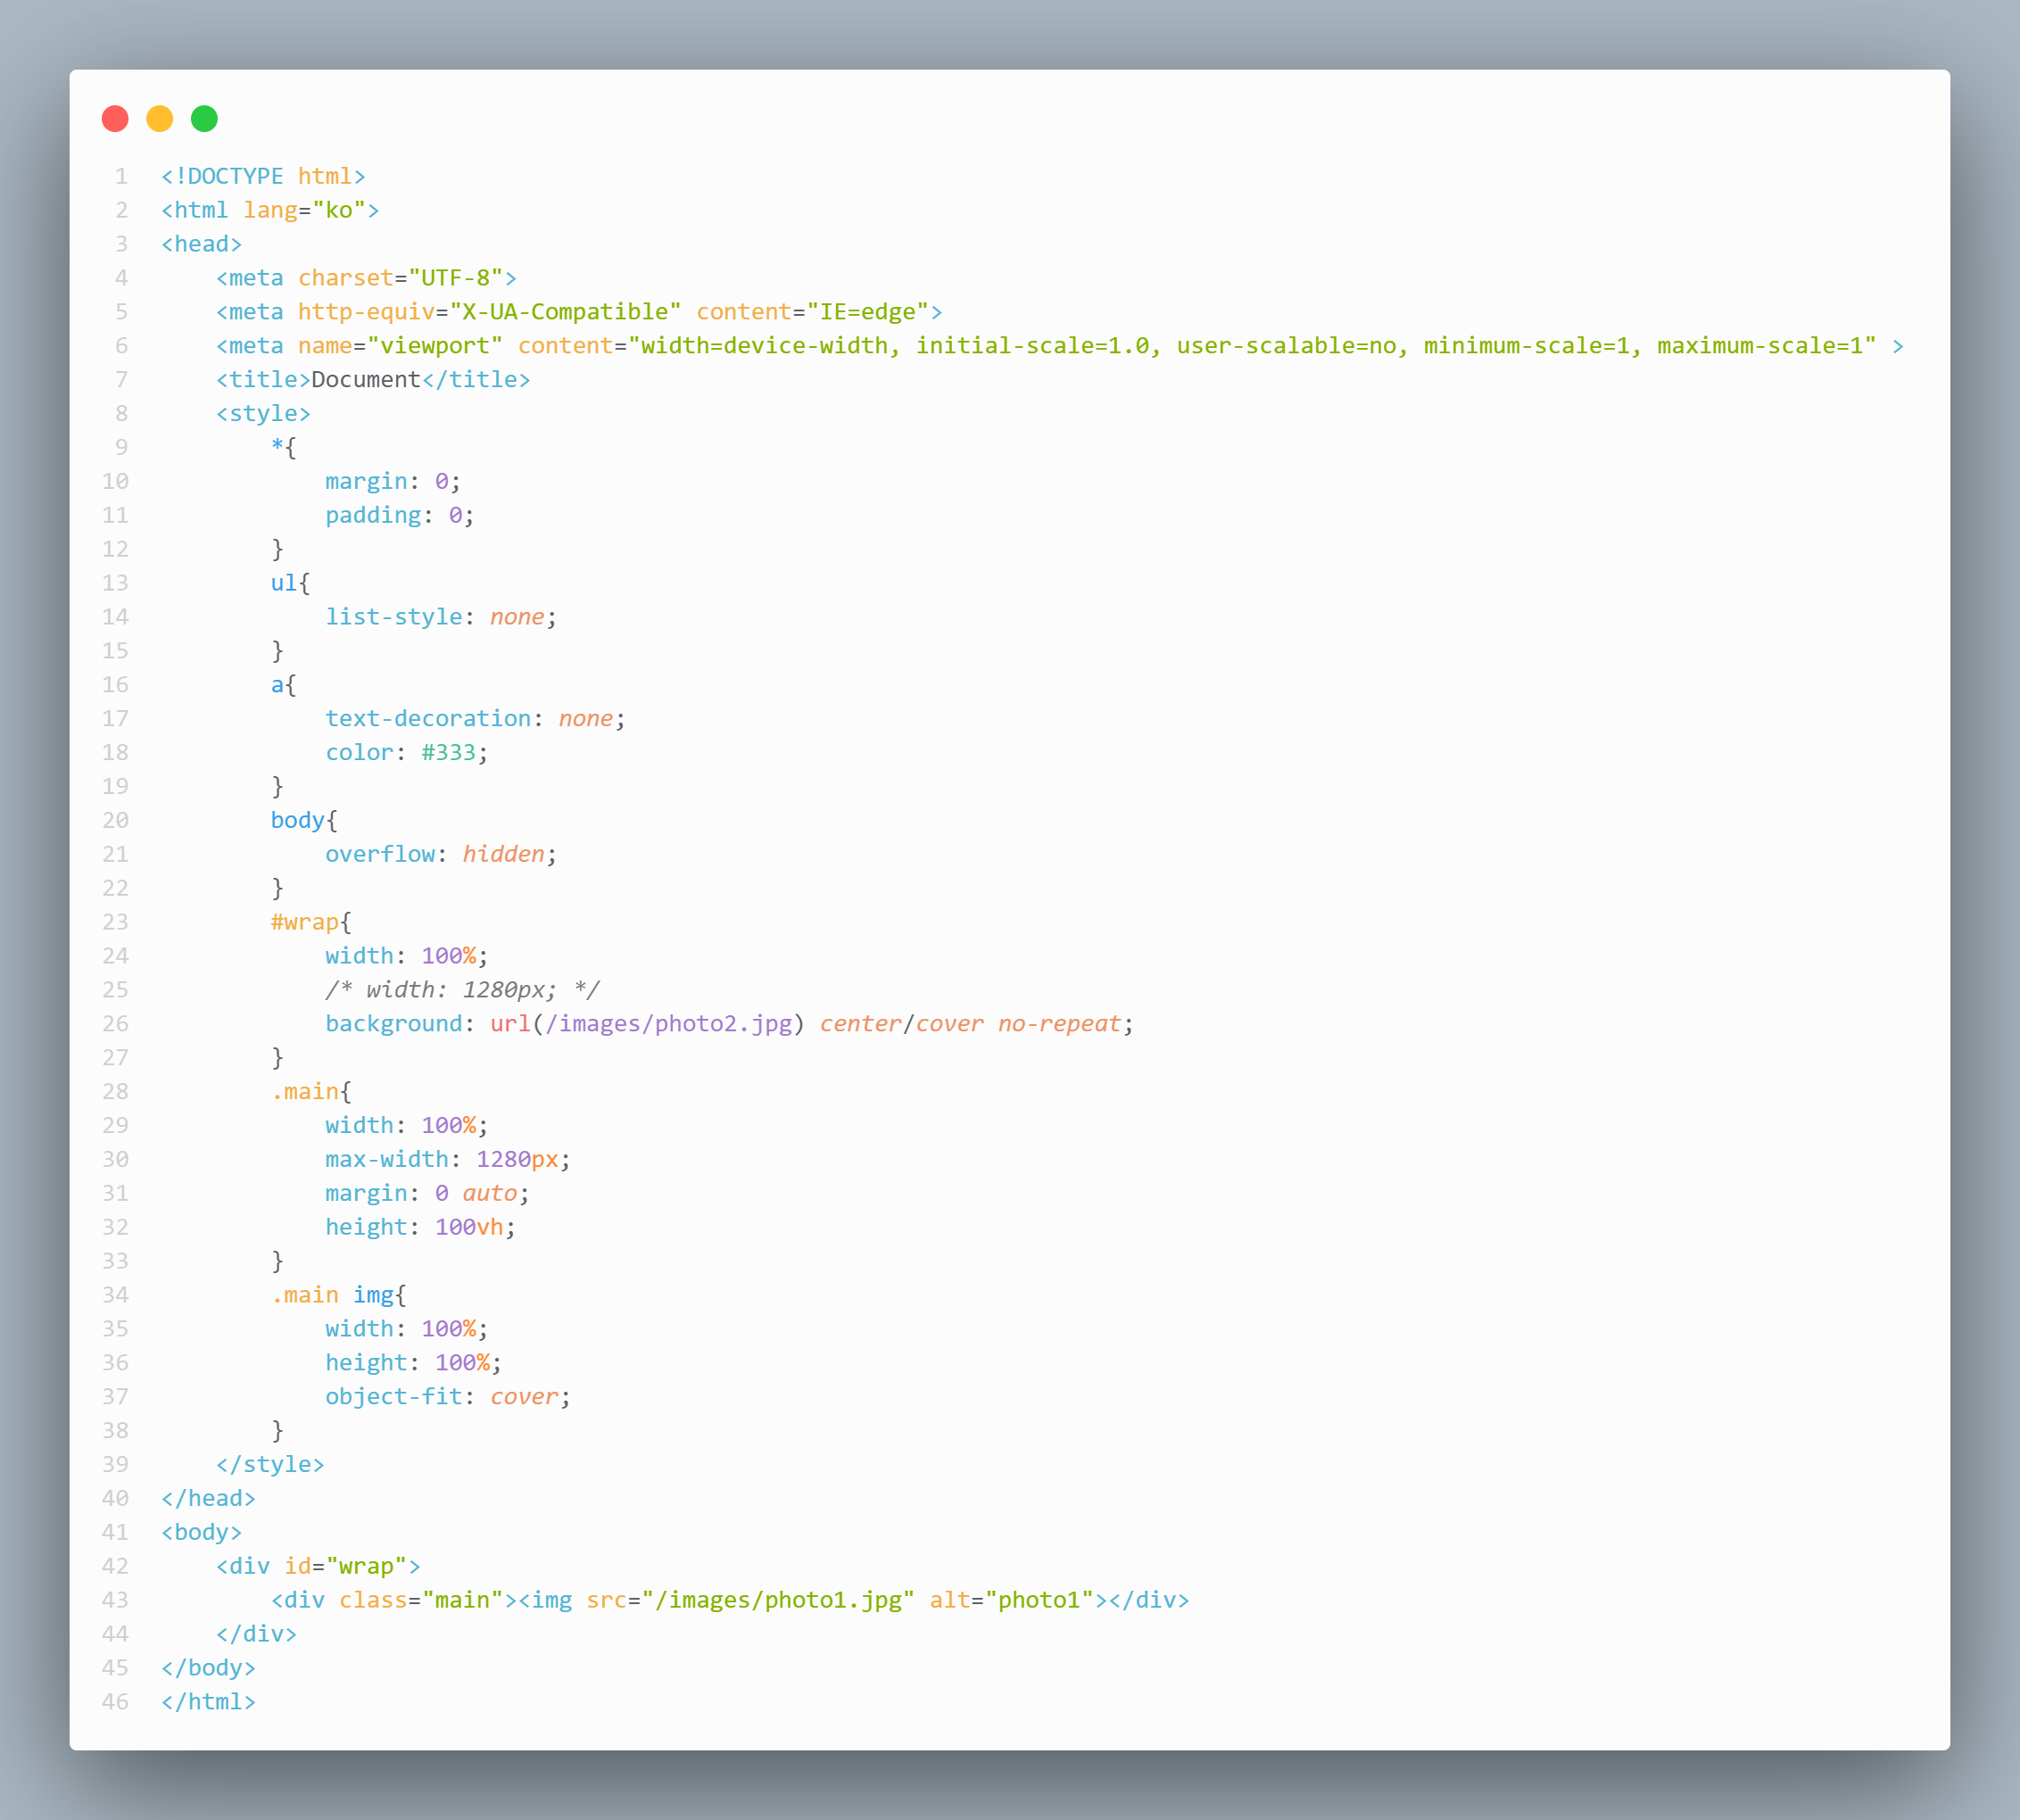 1 <!DOCTYPE html>
2 <html lang="ko">
3 <head>
4     <meta charset="UTF-8">
5     <meta http-equiv="X-UA-Compatible" content="IE=edge">
6     <meta name="viewport" content="width=device-width, initial-scale=1.0, user-scalable=no, minimum-scale=1, maximum-scale=1" >
7     <title>Document</title>
8     <style>
9         *{
10             margin: 0;
11             padding: 0;
12         }
13         ul{
14             list-style: none;
15         }
16         a{
17             text-decoration: none;
18             color: #333;
19         }
20         body{
21             overflow: hidden;
22         }
23         #wrap{
24             width: 100%;
25             /* width: 1280px; */
26             background: url(/images/photo2.jpg) center/cover no-repeat;
27         }
28         .main{
29             width: 100%;
30             max-width: 1280px;
31             margin: 0 auto;
32             height: 100vh;
33         }
34         .main img{
35             width: 100%;
36             height: 100%;
37             object-fit: cover;
38         }
39     </style>
40 </head>
41 <body>
42     <div id="wrap">
43         <div class="main"><img src="/images/photo1.jpg" alt="photo1"></div>
44     </div>
45 </body>
46 </html>